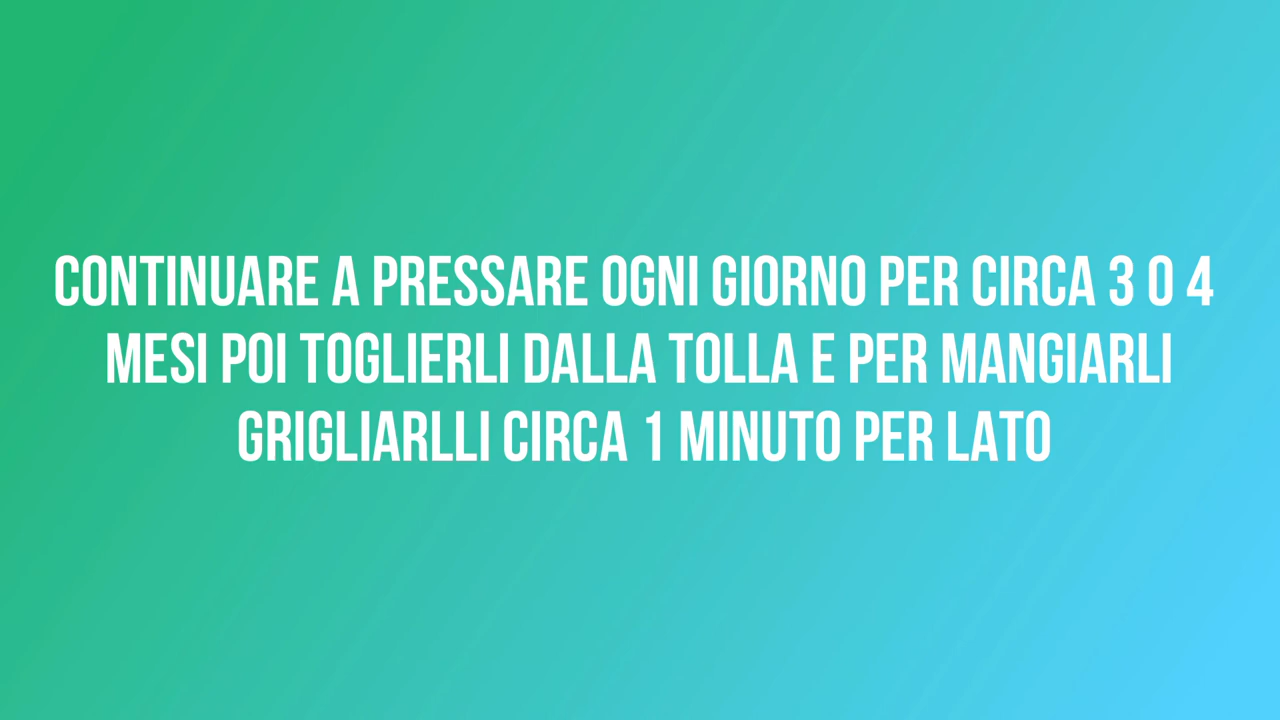 CONTINUARE A PRESSARE OGNI GIORNO PER CIRCA 3 O 4
MESI POI TOGLIERLI DALLA TOLLA E PER MANGIARLI
GRIGLIARLLI CIRCA 1 MINUTO PER LATO